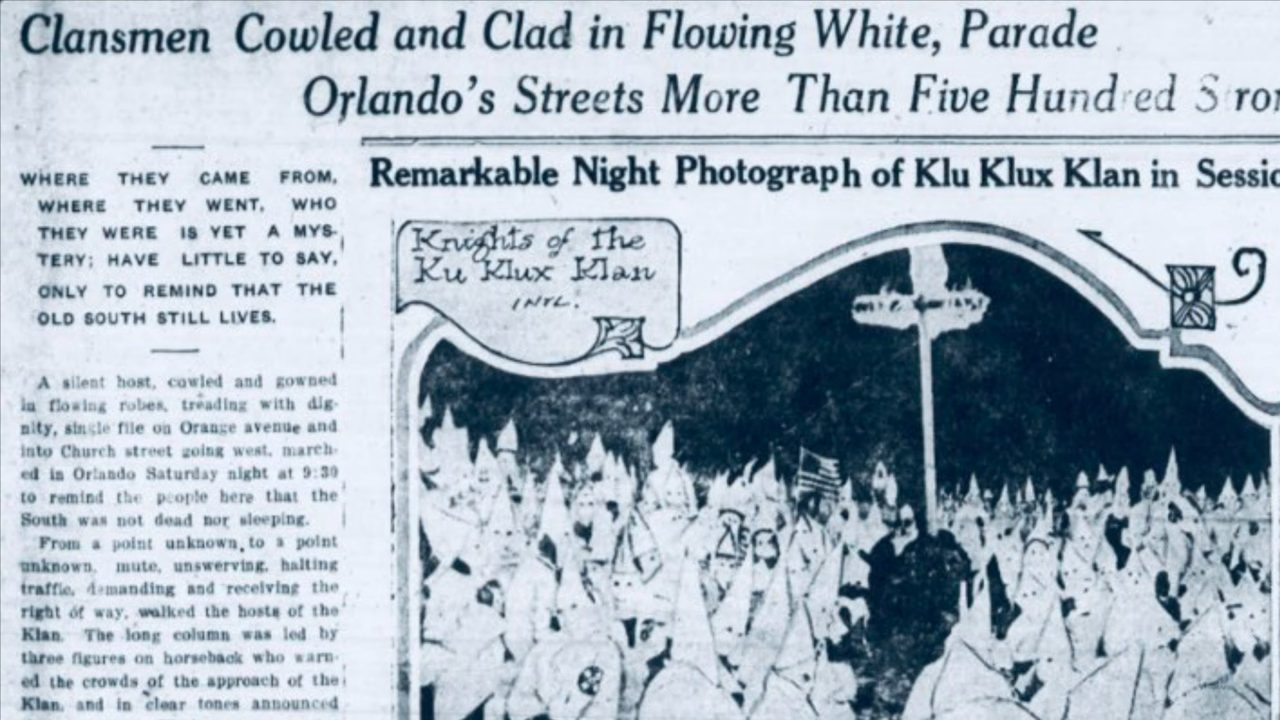 Clansmen Cowled and Clad in Flowing White, Parade
Orlando's Streets More Than Five Hundred
Remarkable Night Photograph of Klu Klux Klan in
WHERE THEY CAME FROM,
WHERE THEY WENT, WHO
THEY WERE IS YET A MYS-
TERY; HAVE LITTLE TO SAY,
ONLY TO REMIND THAT THE
OLD SOUTH STILL LIVES.
A silent host, cowled and gowned
in flowing robes, treading with dig-
nity, single file on Orange avenue and
into Church street going west, march-
ed in Orlando Saturday night at 9:30
to remind the people here that the
South was not dead nor sleeping.
From a point unknown, to a point
unknown, mute, unswerving, halting
traffic, demanding and receiving the
right of way, walked the hosts of the
Klan. The long column was led by
three figures on horseback who warn-
ed the crowds of the approach of the
Klan, and in clear tones announced
Knights of the
Ku Klux Klan
INTL.